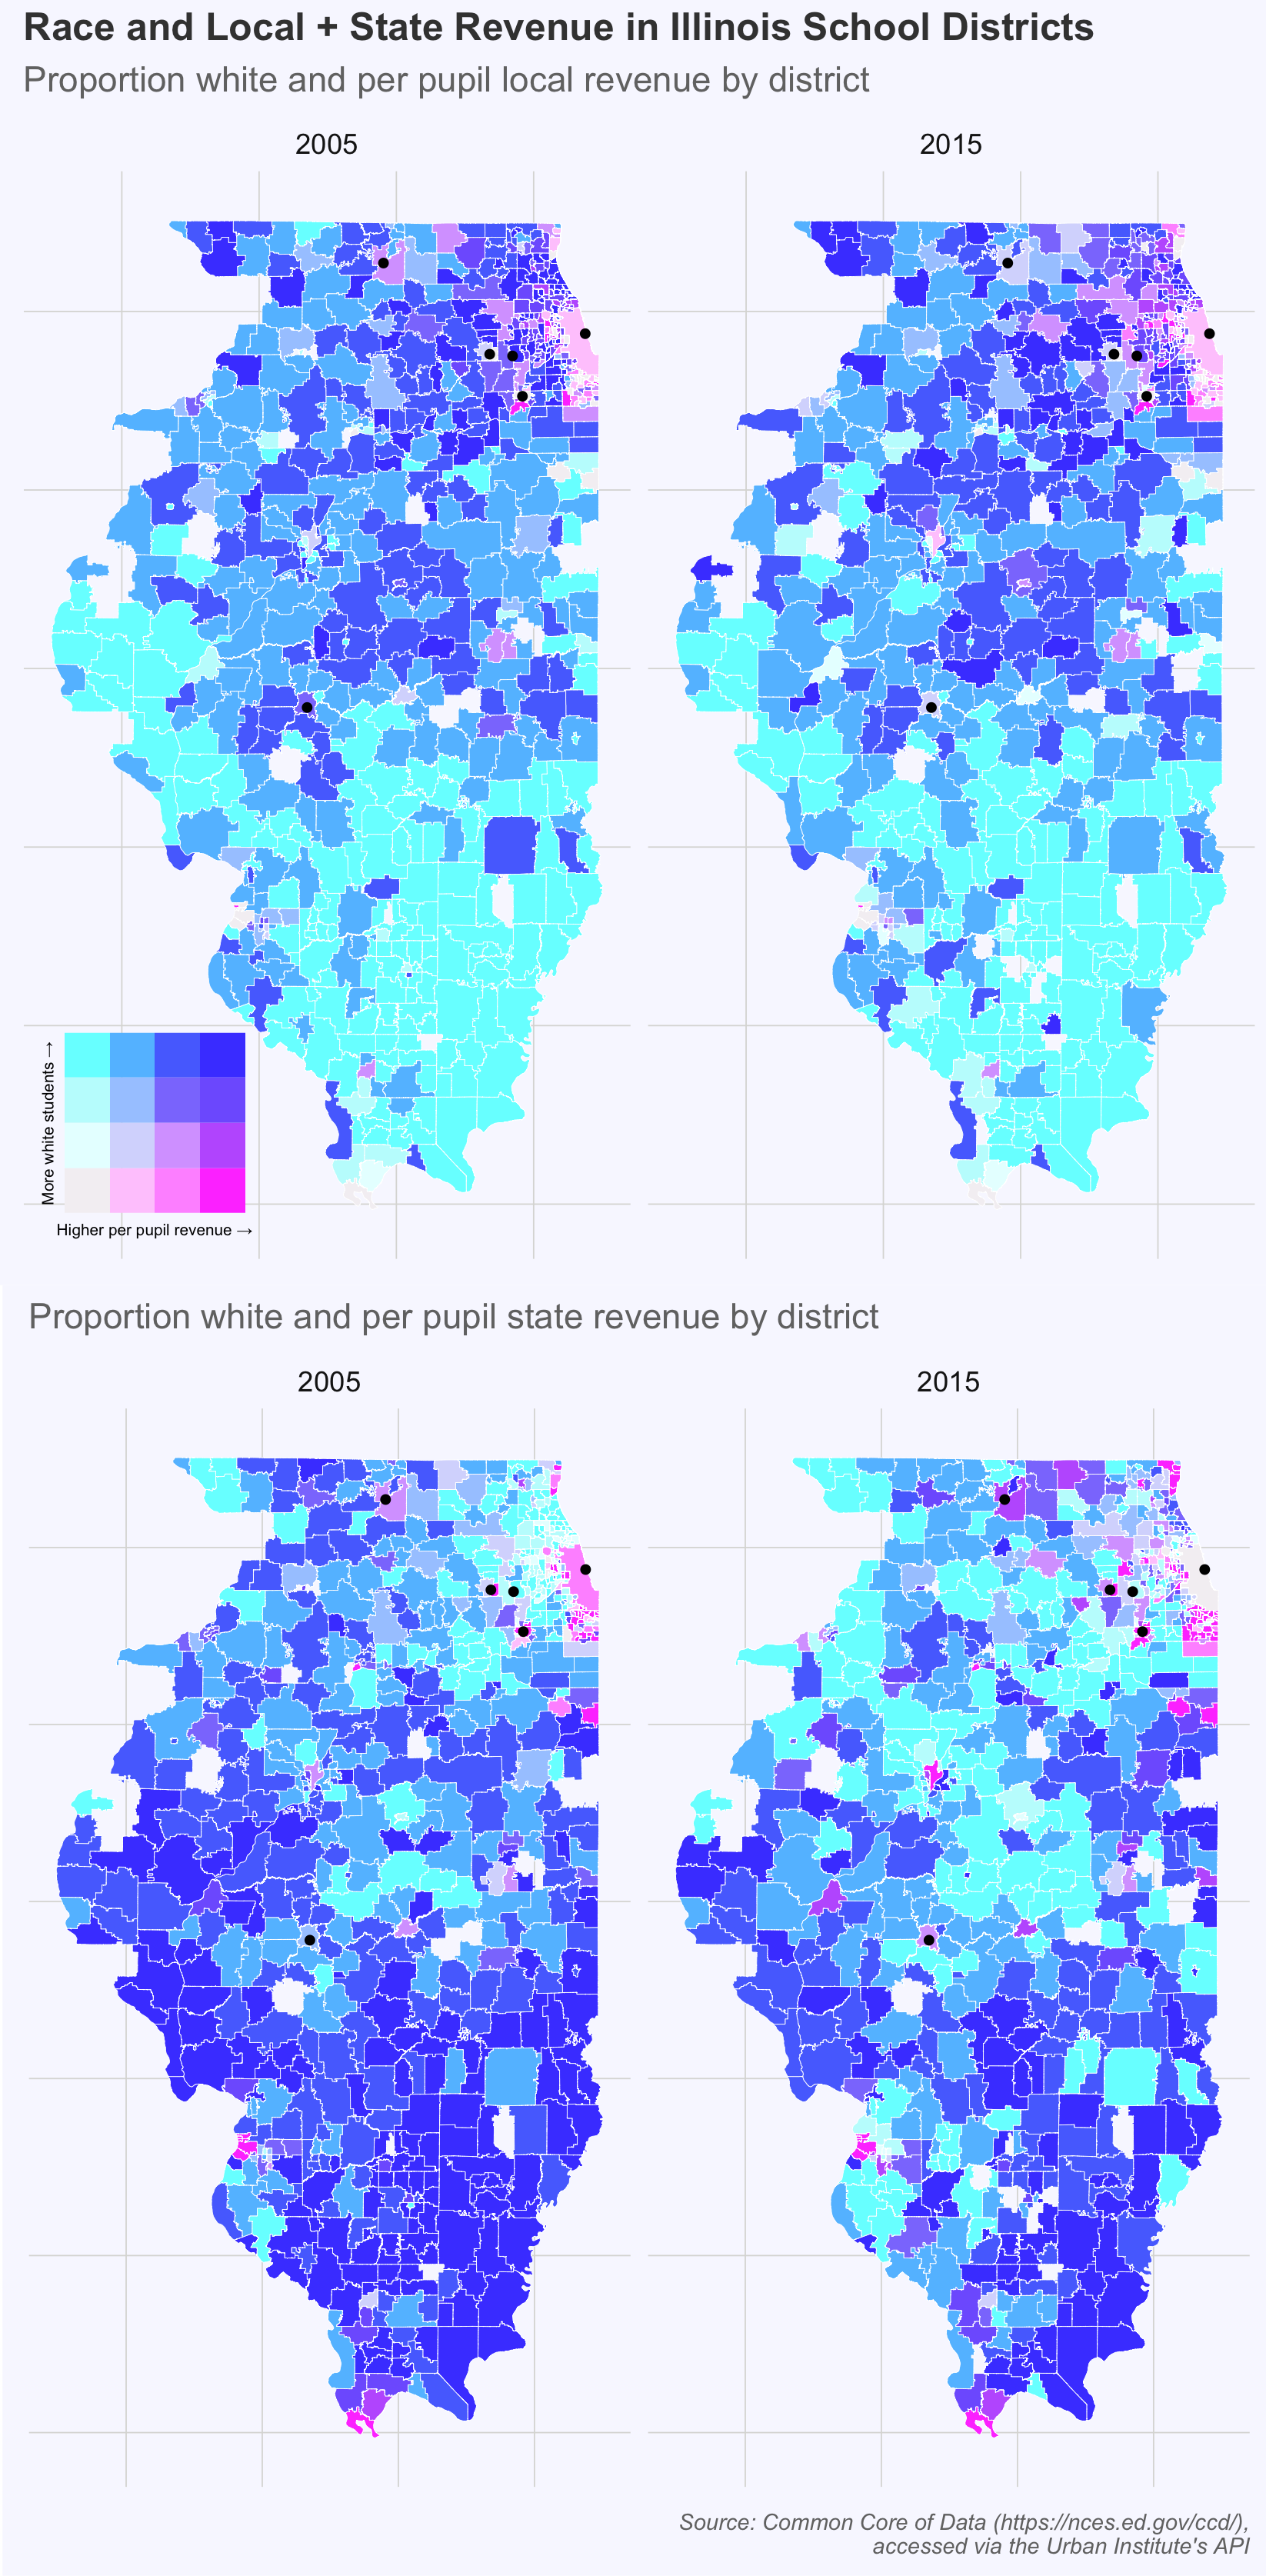 Race and Local + State Revenue in Illinois School Districts
Proportion white and per pupil local revenue by district
2005
2015
More white students →
Higher per pupil revenue →
Proportion white and per pupil state revenue by district
2005
2015
Source: Common Core of Data (https://nces.ed.gov/ccd/),
accessed via the Urban Institute's API